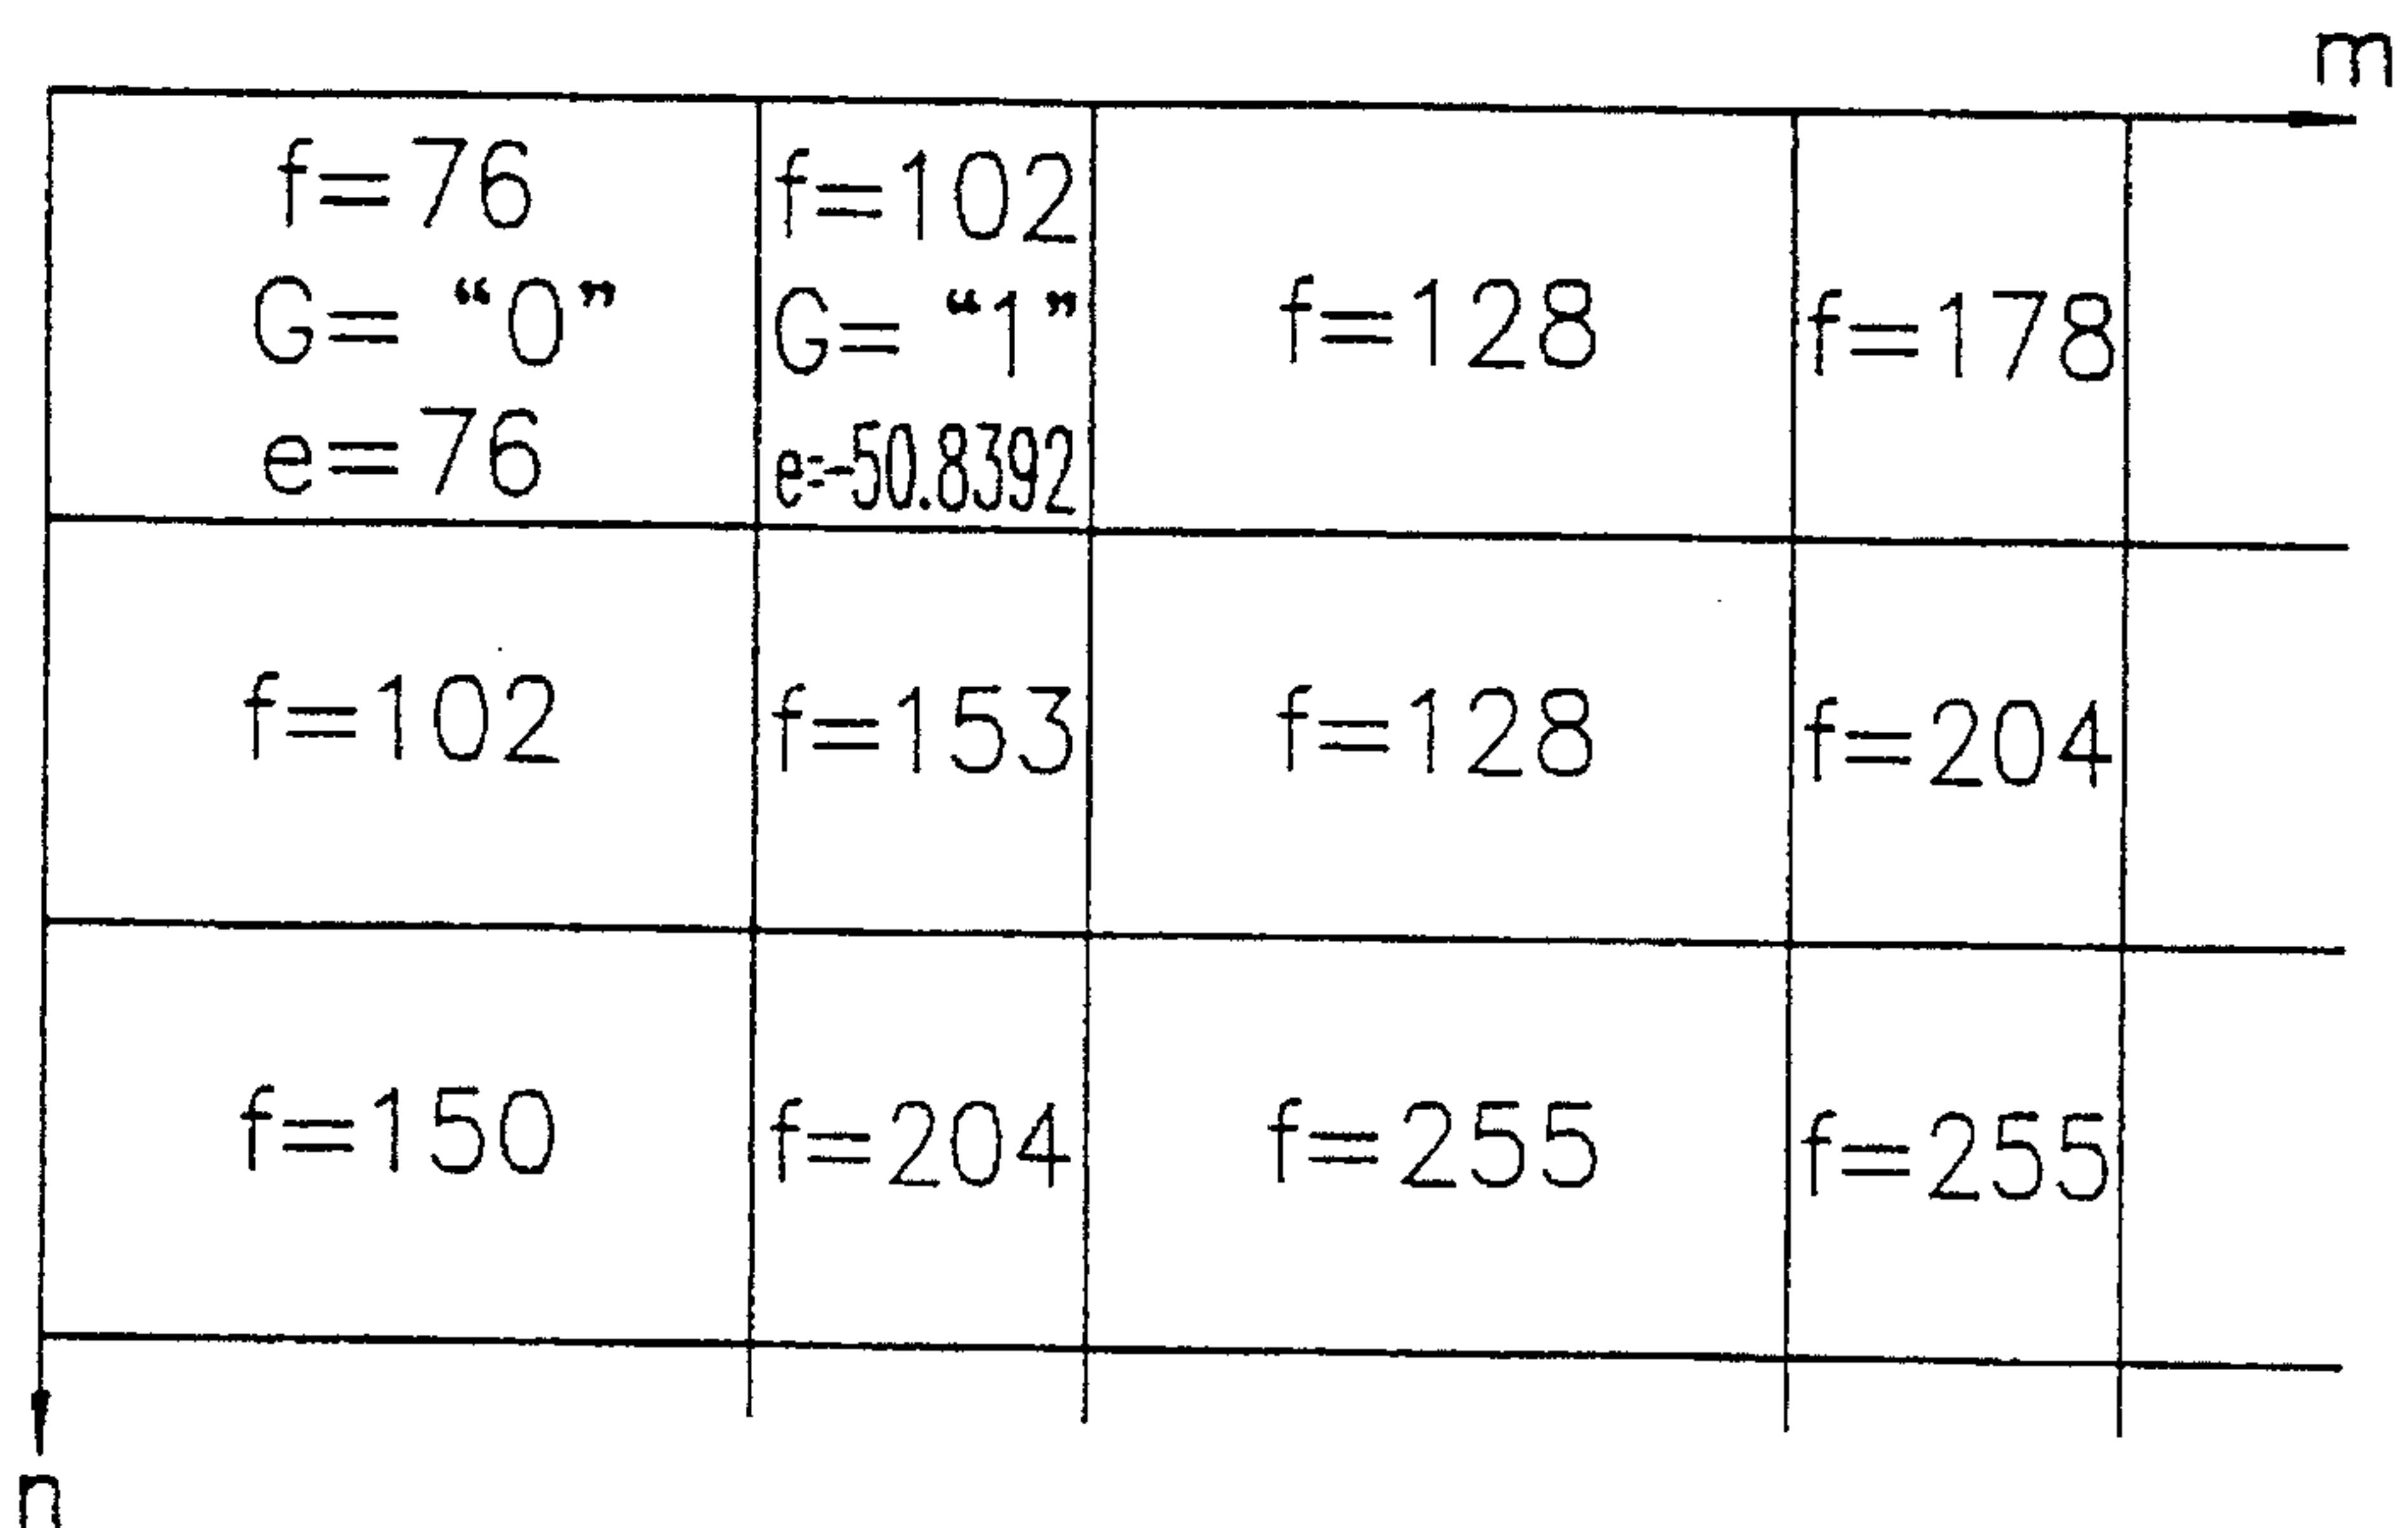 m
f=76
G= “0”
e=76
f=102
G= “1”
e=-50.8392
f=128
f=178
f=102
f=153
f=128
f=204
f=150
f=204
f=255
f=255
n